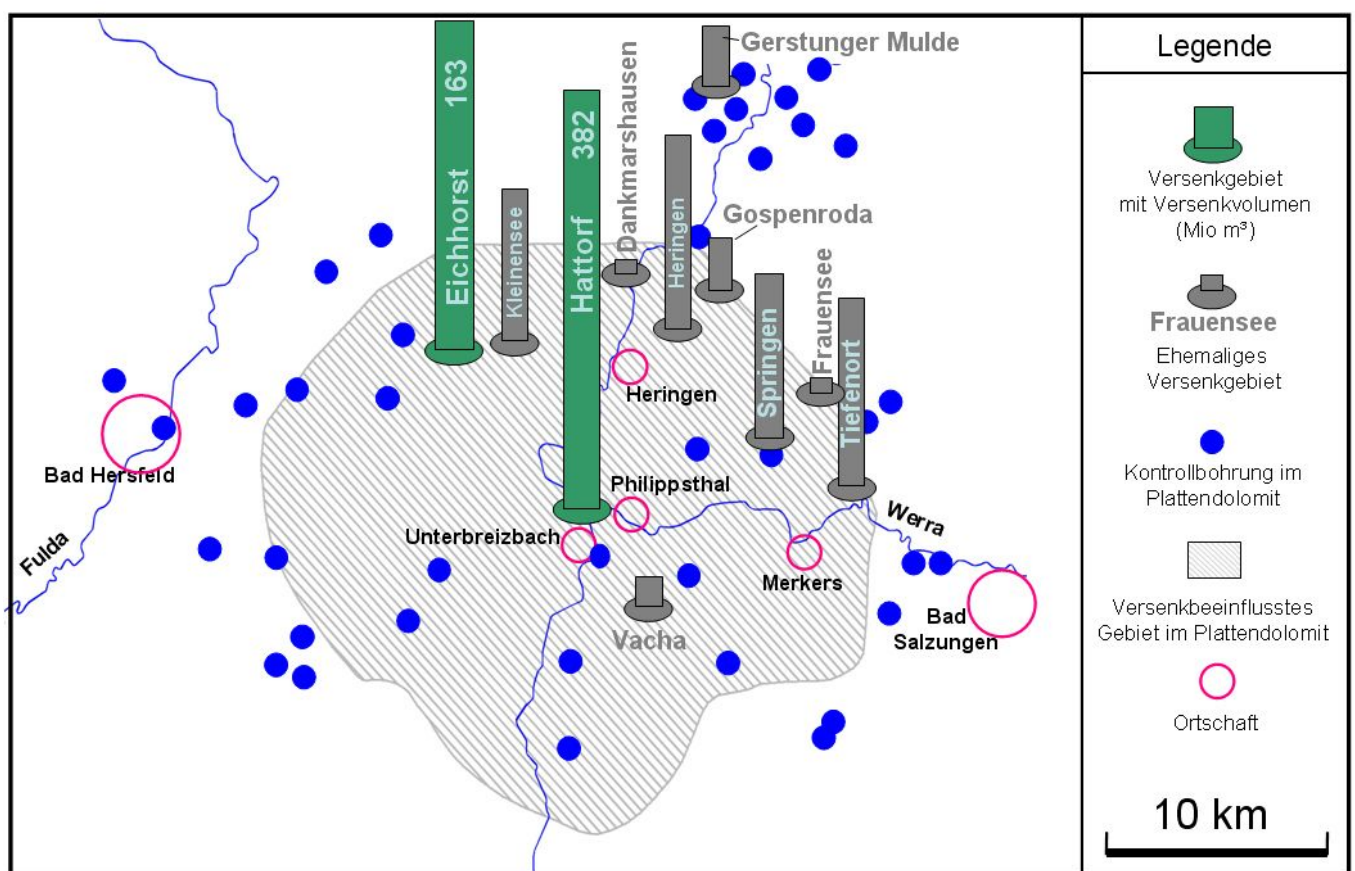 Gerstunger Mulde
Eichhorst 163
Kleinensee
Hattorf 382
Dankmarshausen
Heringen
Gospenroda
Springen
Frauensee
Tiefenort
Heringen
Bad Hersfeld
Philippsthal
Unterbreizbach
Merkers
Werra
Fulda
Vacha
Bad
Salzungen
Legende
Versenkgebiet
mit Versenkvolumen
(Mio m³)
Frauensee
Ehemaliges
Versenkgebiet
Kontrollbohrung im
Plattendolomit
Versenkbeeinflusstes
Gebiet im Plattendolomit
Ortschaft
10 km